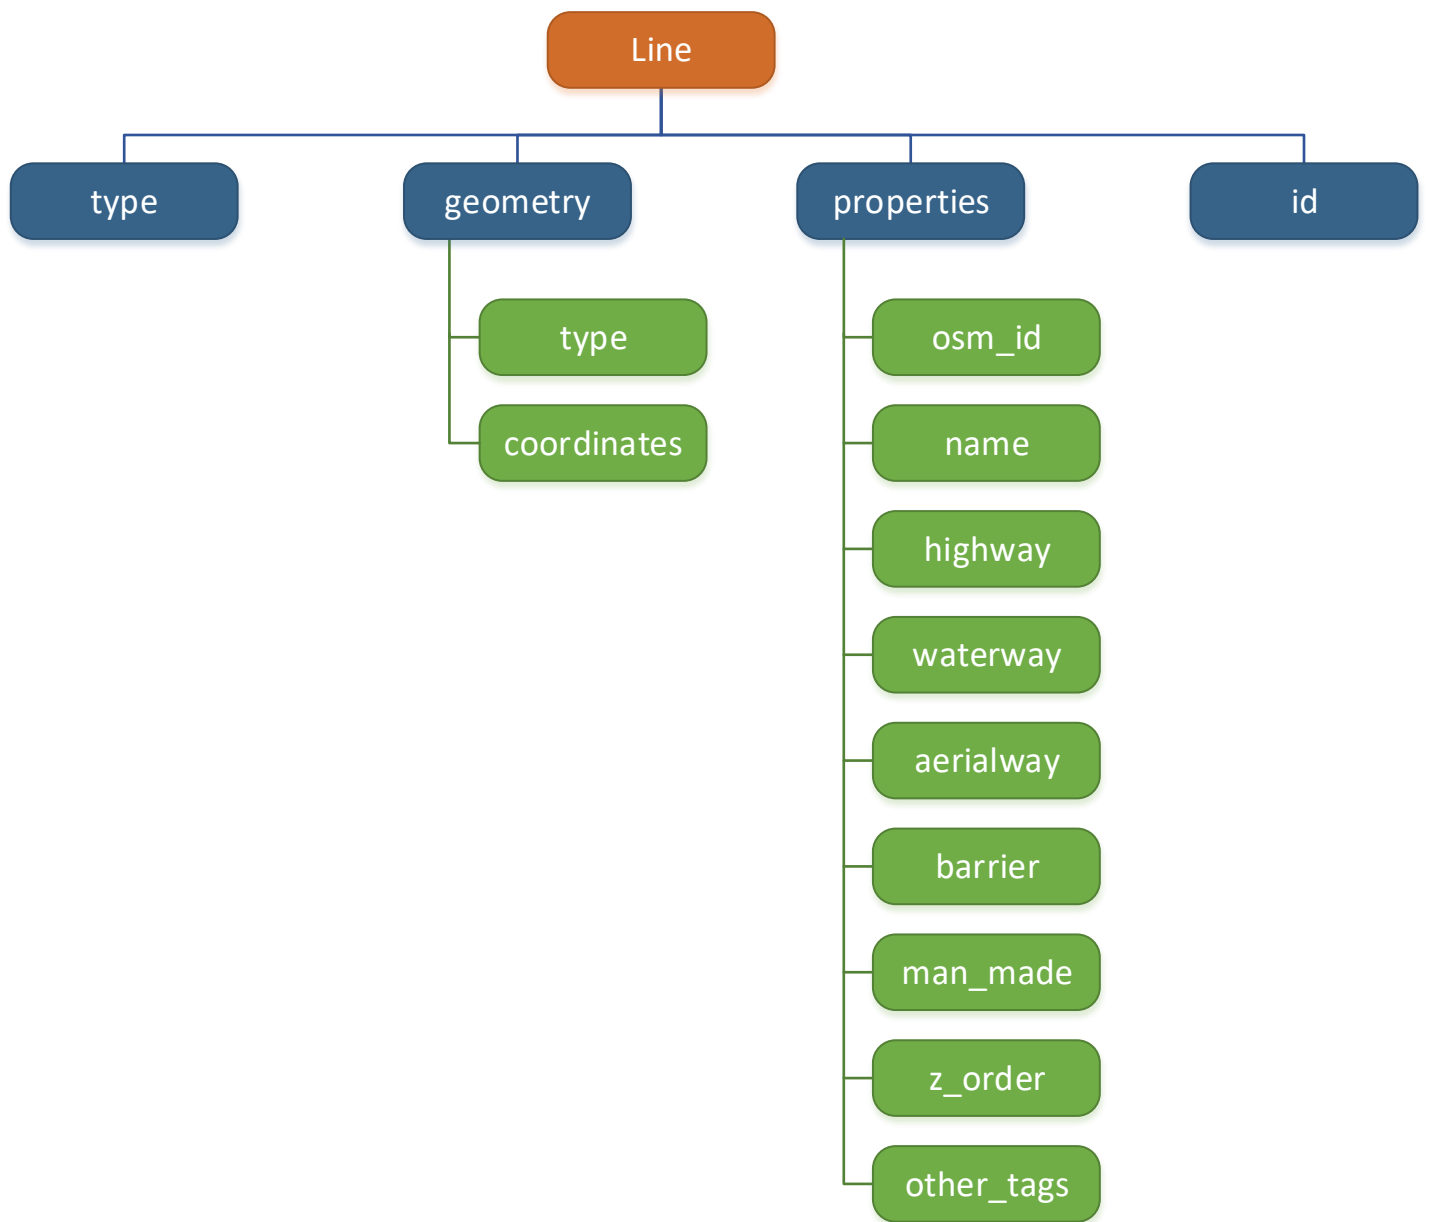 Line
type
geometry
properties
id
type
coordinates
osm_id
name
highway
waterway
aerialway
barrier
man_made
z_order
other_tags